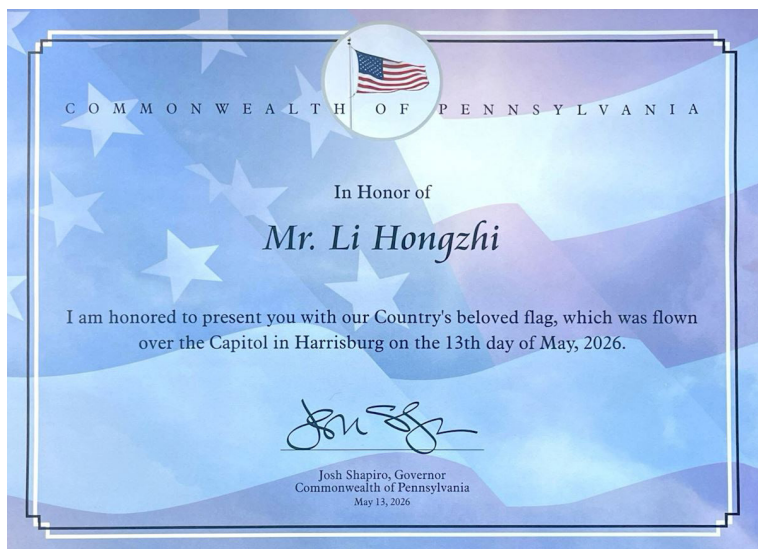 COMMONWEALTH OF PENNSYLVANIA
In Honor of
Mr. Li Hongzhi
I am honored to present you with our Country's beloved flag, which was flown
over the Capitol in Harrisburg on the 13th day of May, 2026.
Josh Shapiro, Governor
Commonwealth of Pennsylvania
May 13, 2026